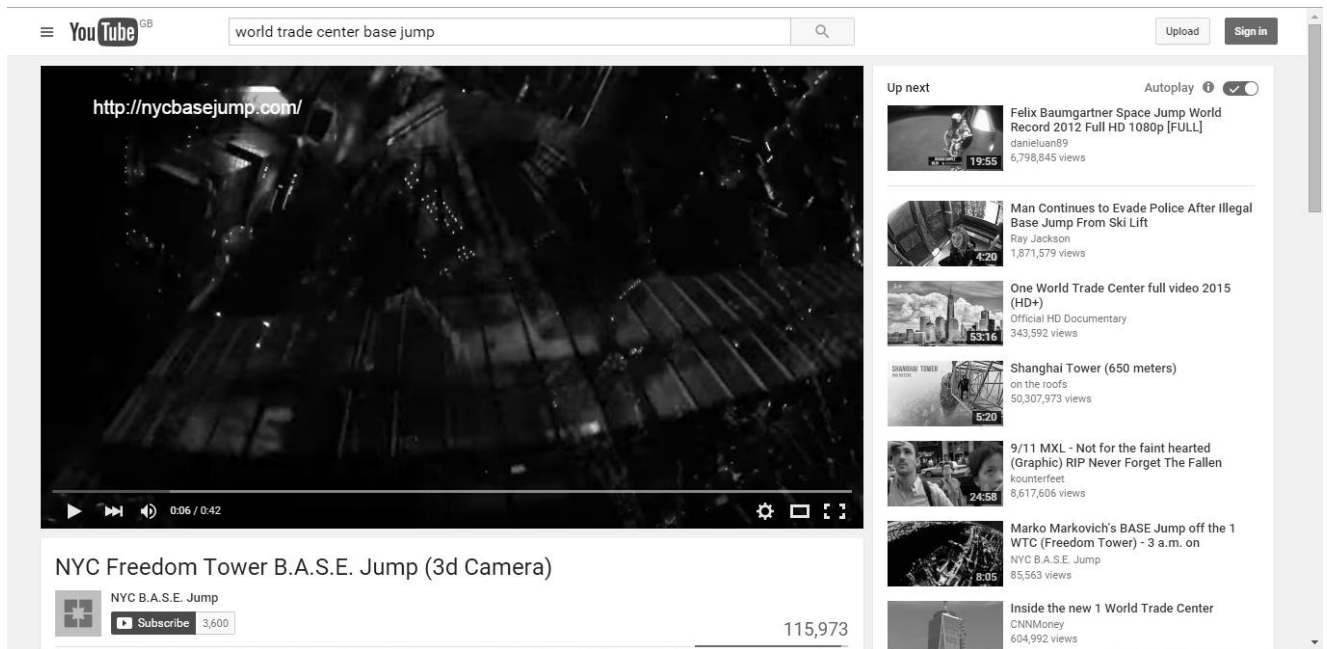 YouTube GB
world trade center base jump
Upload
Sign in
http://nycbasejump.com/
0:06 / 0:42
NYC Freedom Tower B.A.S.E. Jump (3d Camera)
NYC B.A.S.E. Jump
Subscribe 3,600
115,973
Up next
Autoplay
19:55
Felix Baumgartner Space Jump World
Record 2012 Full HD 1080p [FULL]
danieluan89
6,798,845 views
4:20
Man Continues to Evade Police After Illegal
Base Jump From Ski Lift
Ray Jackson
1,871,579 views
53:16
One World Trade Center full video 2015
(HD+)
Official HD Documentary
343,592 views
SHANGHAI TOWER
5:20
Shanghai Tower (650 meters)
on the roofs
50,307,973 views
24:58
9/11 MXL - Not for the faint hearted
(Graphic) RIP Never Forget The Fallen
kounterfeet
8,617,606 views
8:05
Marko Markovich's BASE Jump off the 1
WTC (Freedom Tower) - 3 a.m. on
NYC B.A.S.E. Jump
85,563 views
Inside the new 1 World Trade Center
CNNMoney
604,992 views